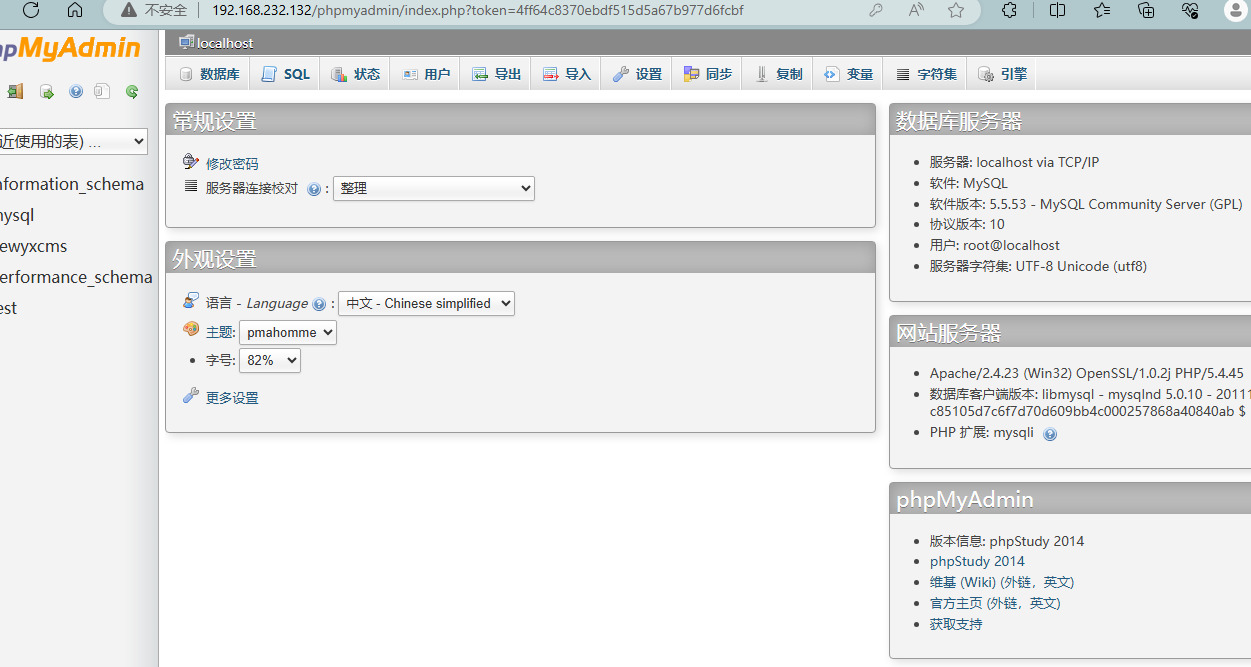 不安全 192.168.232.132/phpmyadmin/index.php?token=4ff64c8370ebdf515d5a67b977d6fcbf
pMyAdmin
localhost
数据库 SQL 状态 用户 导出 导入 设置 同步 复制 变量 字符集 引擎
近使用的表) ...
nformation_schema
mysql
ewyxcms
erformance_schema
est
常规设置
修改密码
服务器连接校对 : 整理
外观设置
语言 - Language : 中文 - Chinese simplified
主题: pmahomme
字号: 82%
更多设置
数据库服务器
服务器: localhost via TCP/IP
软件: MySQL
软件版本: 5.5.53 - MySQL Community Server (GPL)
协议版本: 10
用户: root@localhost
服务器字符集: UTF-8 Unicode (utf8)
网站服务器
Apache/2.4.23 (Win32) OpenSSL/1.0.2j PHP/5.4.45
数据库客户端版本: libmysql - mysqlnd 5.0.10 - 20111
c85105d7c6f7d70d609bb4c000257868a40840ab $
PHP 扩展: mysqli
phpMyAdmin
版本信息: phpStudy 2014
phpStudy 2014
维基 (Wiki) (外链，英文)
官方主页 (外链，英文)
获取支持